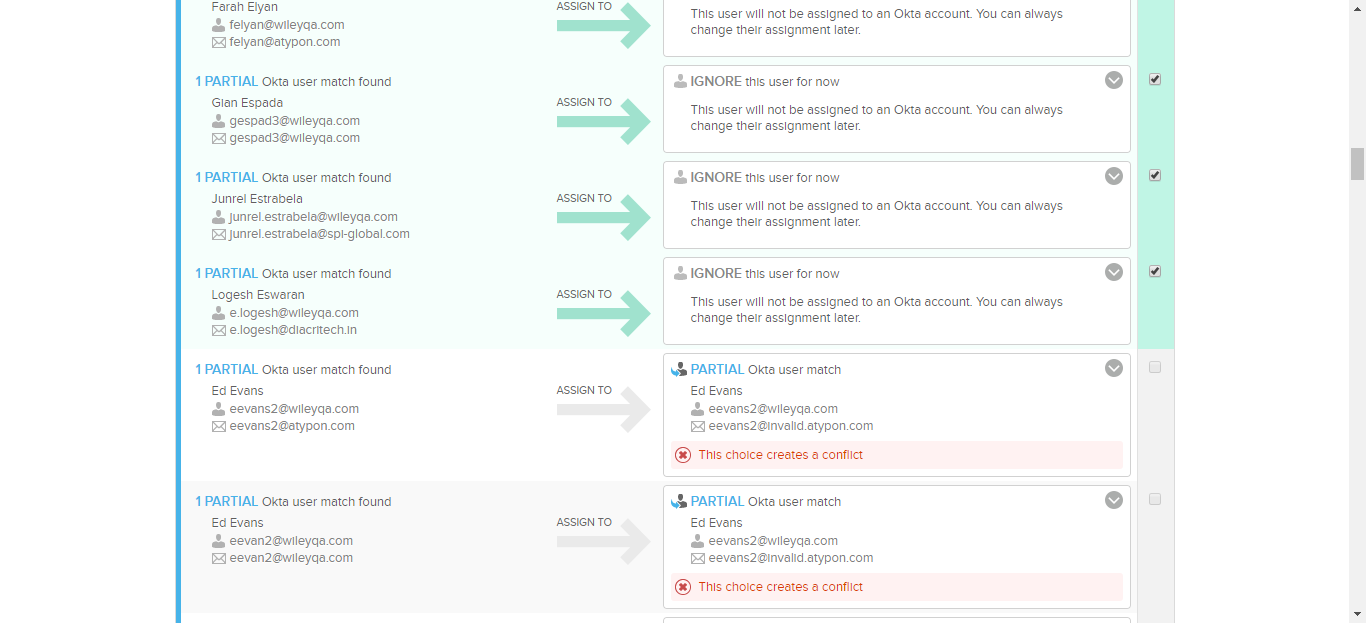 Farah Elyan
felyan@wileyqa.com
felyan@atypon.com
ASSIGN TO
This user will not be assigned to an Okta account. You can always
change their assignment later.
1 PARTIAL Okta user match found
Gian Espada
gespad3@wileyqa.com
gespad3@wileyqa.com
ASSIGN TO
IGNORE this user for now
This user will not be assigned to an Okta account. You can always
change their assignment later.
1 PARTIAL Okta user match found
Junrel Estrabela
junrel.estrabela@wileyqa.com
junrel.estrabela@spi-global.com
ASSIGN TO
IGNORE this user for now
This user will not be assigned to an Okta account. You can always
change their assignment later.
1 PARTIAL Okta user match found
Logesh Eswaran
e.logesh@wileyqa.com
e.logesh@diacritech.in
ASSIGN TO
IGNORE this user for now
This user will not be assigned to an Okta account. You can always
change their assignment later.
1 PARTIAL Okta user match found
Ed Evans
eevans2@wileyqa.com
eevans2@atypon.com
ASSIGN TO
PARTIAL Okta user match
Ed Evans
eevans2@wileyqa.com
eevans2@invalid.atypon.com
This choice creates a conflict
1 PARTIAL Okta user match found
Ed Evans
eevan2@wileyqa.com
eevan2@wileyqa.com
ASSIGN TO
PARTIAL Okta user match
Ed Evans
eevans2@wileyqa.com
eevans2@invalid.atypon.com
This choice creates a conflict